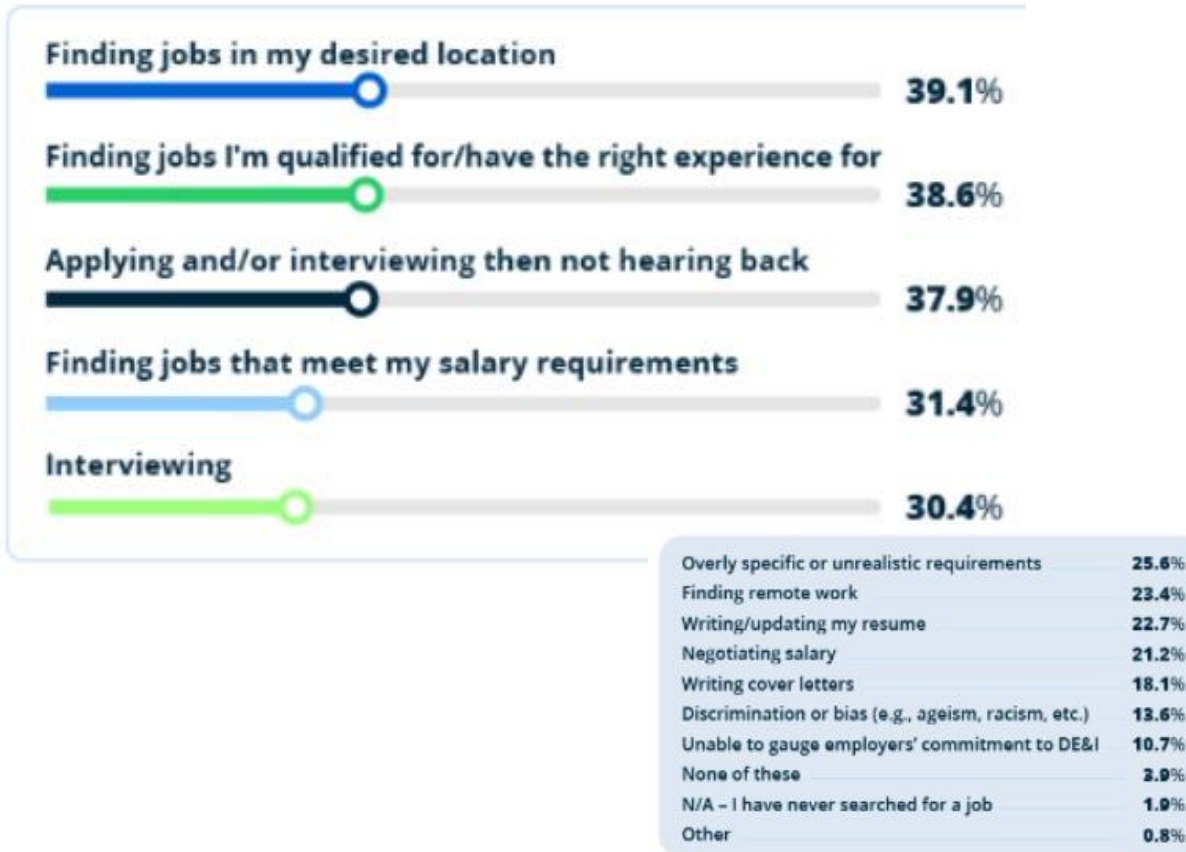 Finding jobs in my desired location
39.1%
Finding jobs I'm qualified for/have the right experience for
38.6%
Applying and/or interviewing then not hearing back
37.9%
Finding jobs that meet my salary requirements
31.4%
Interviewing
30.4%
Overly specific or unrealistic requirements 25.6%
Finding remote work 23.4%
Writing/updating my resume 22.7%
Negotiating salary 21.2%
Writing cover letters 18.1%
Discrimination or bias (e.g., ageism, racism, etc.) 13.6%
Unable to gauge employers' commitment to DE&I 10.7%
None of these 3.9%
N/A – I have never searched for a job 1.9%
Other 0.8%